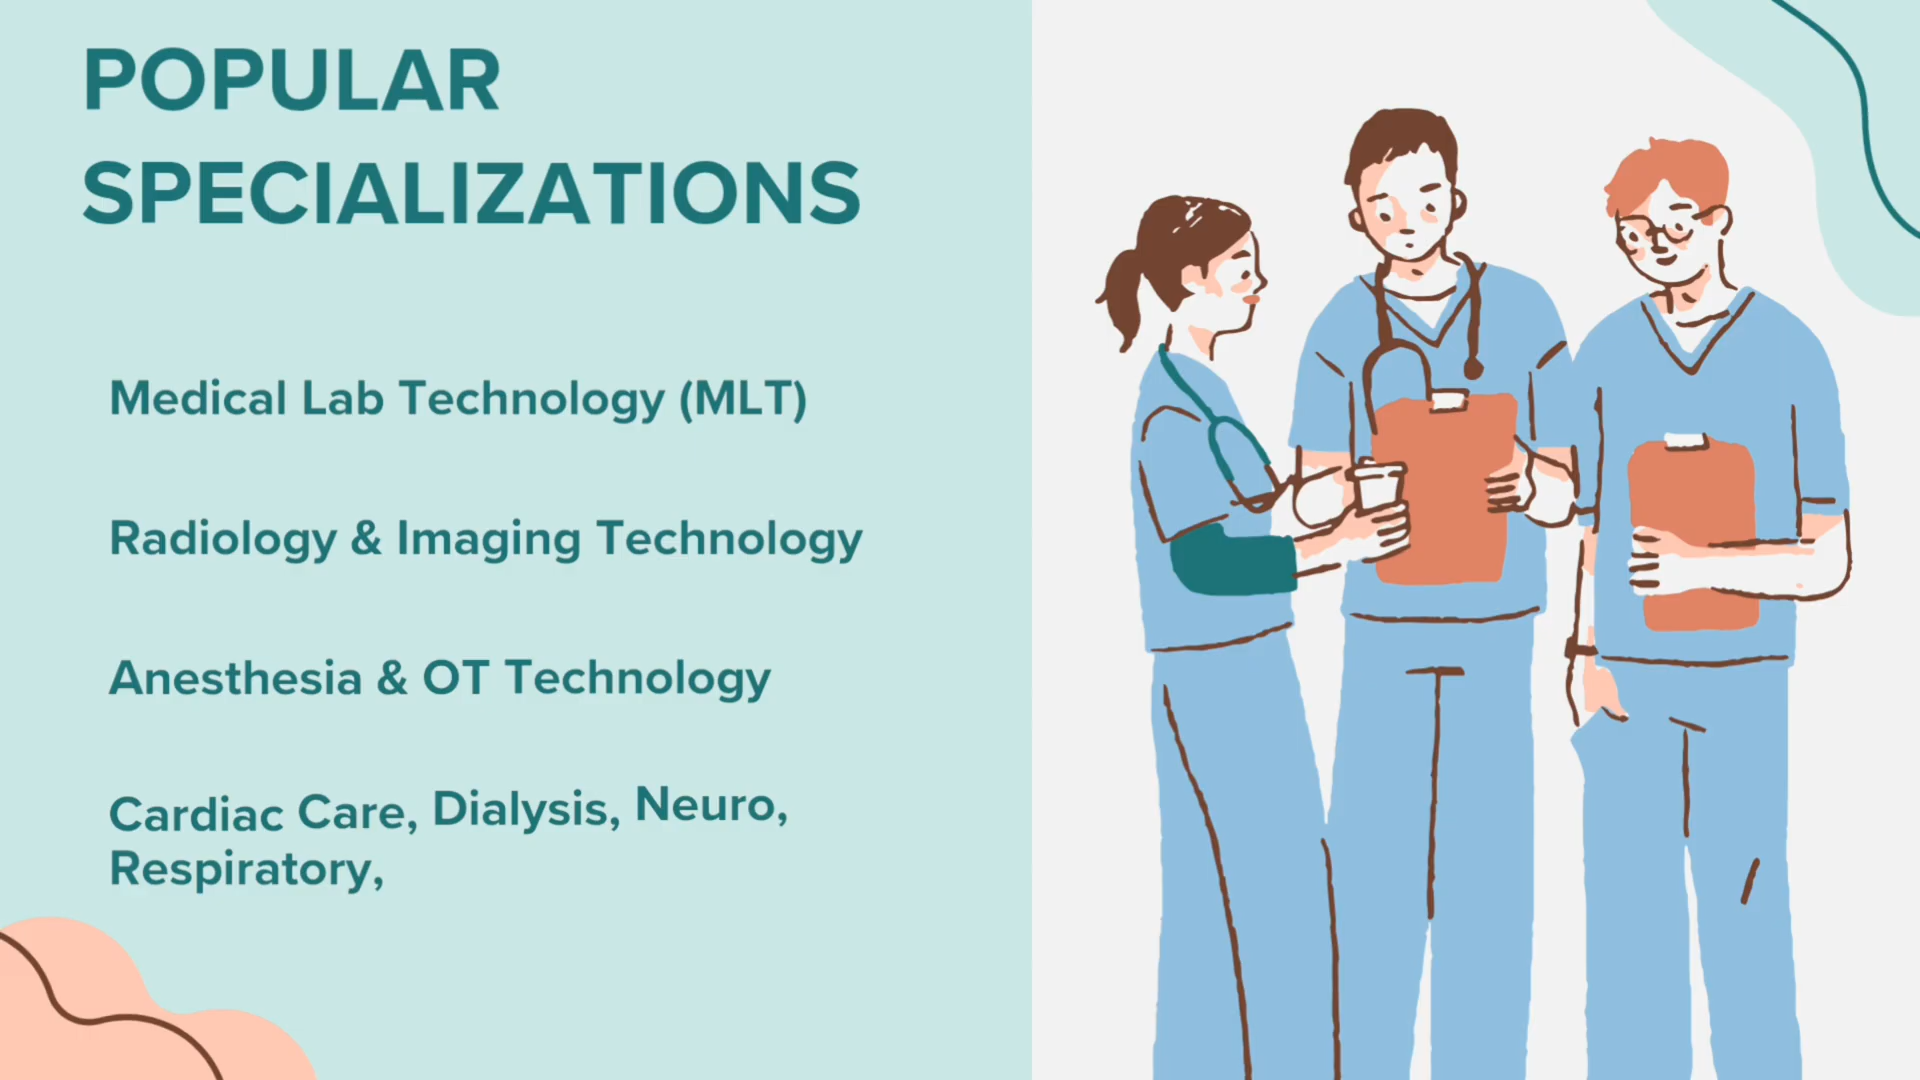 POPULAR
SPECIALIZATIONS
Medical Lab Technology (MLT)
Radiology & Imaging Technology
Anesthesia & OT Technology
Cardiac Care, Dialysis, Neuro,
Respiratory,